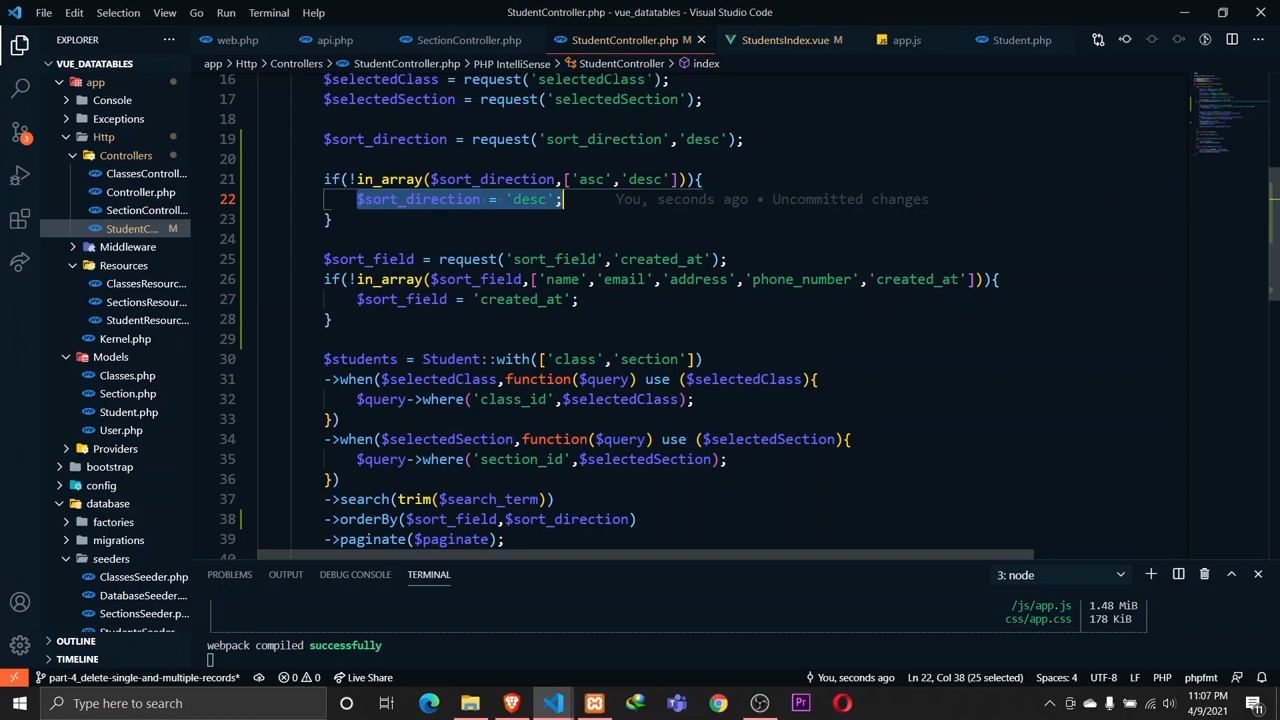 File Edit Selection View Go Run Terminal Help StudentController.php - vue_datatables - Visual Studio Code
EXPLORER
web.php api.php SectionController.php StudentController.php M StudentsIndex.vue M app.js Student.php
VUE_DATATABLES
app > Http > Controllers > StudentController.php > PHP IntelliSense > StudentController > index
app
Console
Exceptions
Http
Controllers
ClassesControll...
Controller.php
SectionControll...
StudentC... M
Middleware
Resources
ClassesResourc...
SectionsResour...
StudentResourc...
Kernel.php
Models
Classes.php
Section.php
Student.php
User.php
Providers
bootstrap
config
database
factories
migrations
seeders
ClassesSeeder.php
DatabaseSeeder....
SectionsSeeder.p...
StudentsSeeder....
OUTLINE
TIMELINE
3
16 $selectedClass = request('selectedClass');
17 $selectedSection = request('selectedSection');
18
19 $sort_direction = request('sort_direction','desc');
20
21 if(!in_array($sort_direction,['asc','desc'])){
22 $sort_direction = 'desc'; You, seconds ago • Uncommitted changes
23 }
24
25 $sort_field = request('sort_field','created_at');
26 if(!in_array($sort_field,['name','email','address','phone_number','created_at'])){
27 $sort_field = 'created_at';
28 }
29
30 $students = Student::with(['class','section'])
31 ->when($selectedClass,function($query) use ($selectedClass){
32 $query->where('class_id',$selectedClass);
33 })
34 ->when($selectedSection,function($query) use ($selectedSection){
35 $query->where('section_id',$selectedSection);
36 })
37 ->search(trim($search_term))
38 ->orderBy($sort_field,$sort_direction)
39 ->paginate($paginate);
40
PROBLEMS OUTPUT DEBUG CONSOLE TERMINAL 3: node
/js/app.js 1.48 MiB
css/app.css 178 KiB
webpack compiled successfully
part-4_delete-single-and-multiple-records* 0 0 Live Share You, seconds ago Ln 22, Col 38 (25 selected) Spaces: 4 UTF-8 LF PHP phpfmt
Type here to search
11:07 PM
4/9/2021